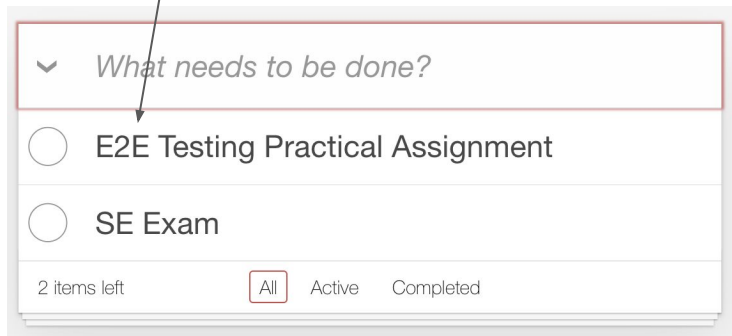 What needs to be done?
E2E Testing Practical Assignment
SE Exam
2 items left All Active Completed